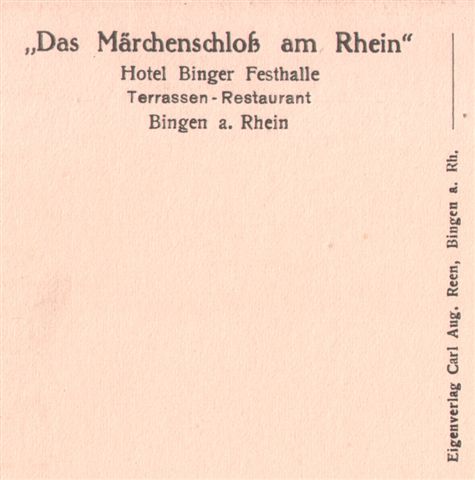 „Das Märchenschloß am Rhein“
Hotel Binger Festhalle
Terrassen-Restaurant
Bingen a. Rhein
Eigenverlag Carl Aug. Reen, Bingen a. Rh.